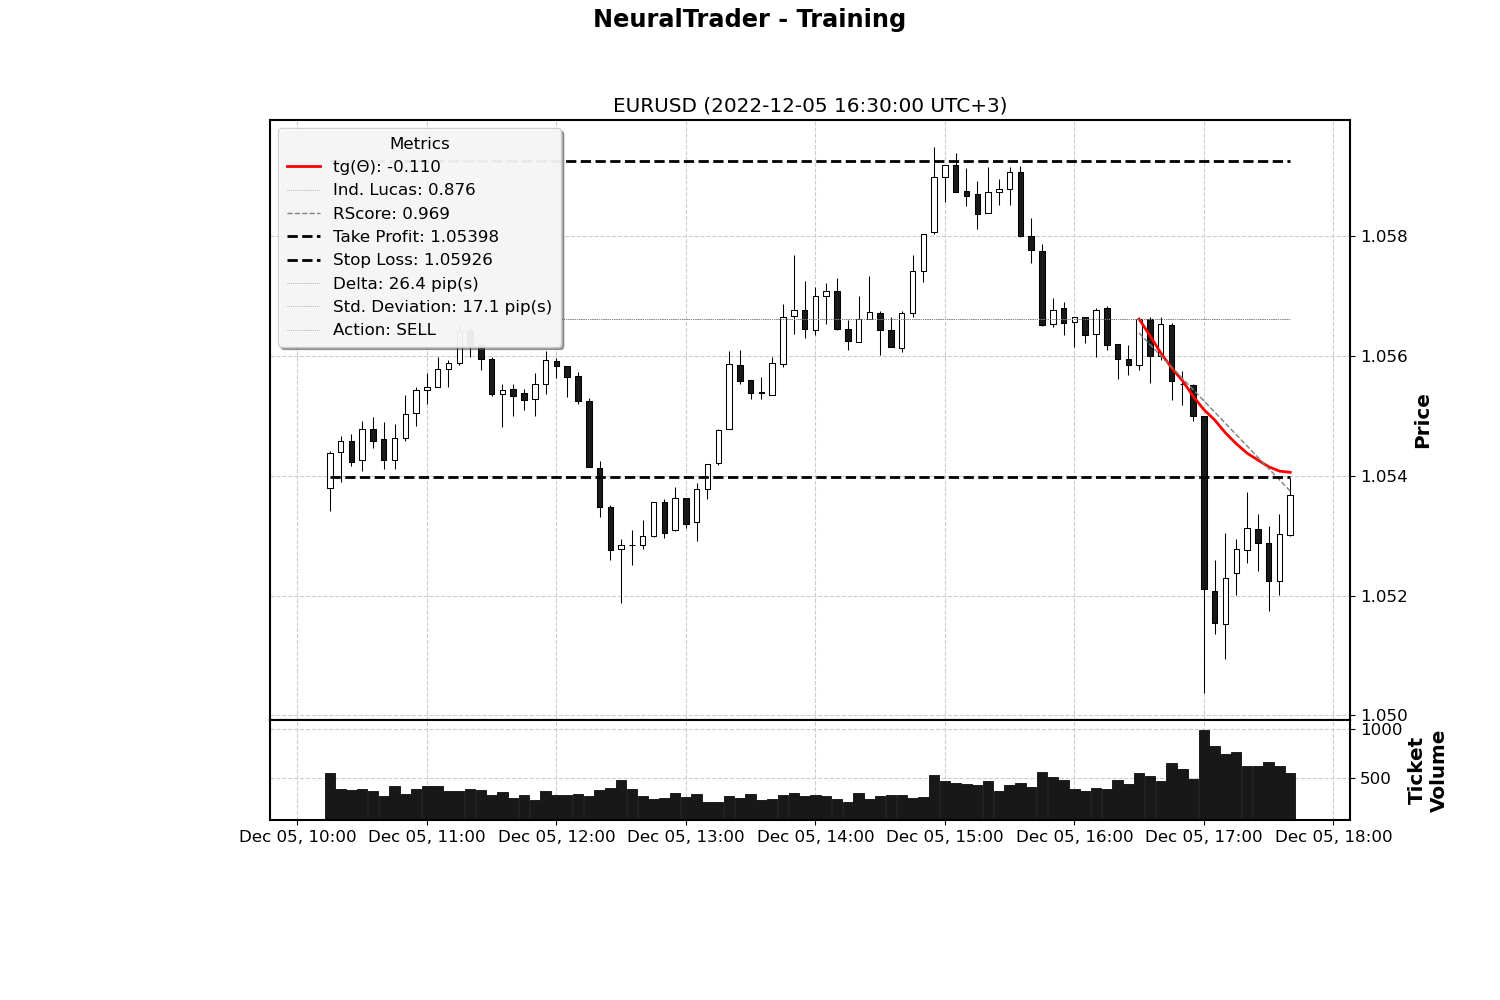 NeuralTrader - Training
EURUSD (2022-12-05 16:30:00 UTC+3)
Metrics
tg(Θ): -0.110
Ind. Lucas: 0.876
RScore: 0.969
Take Profit: 1.05398
Stop Loss: 1.05926
Delta: 26.4 pip(s)
Std. Deviation: 17.1 pip(s)
Action: SELL
1.058
1.056
1.054
1.052
1.050
Price
1000
500
Ticket
Volume
Dec 05, 10:00 Dec 05, 11:00 Dec 05, 12:00 Dec 05, 13:00 Dec 05, 14:00 Dec 05, 15:00 Dec 05, 16:00 Dec 05, 17:00 Dec 05, 18:00